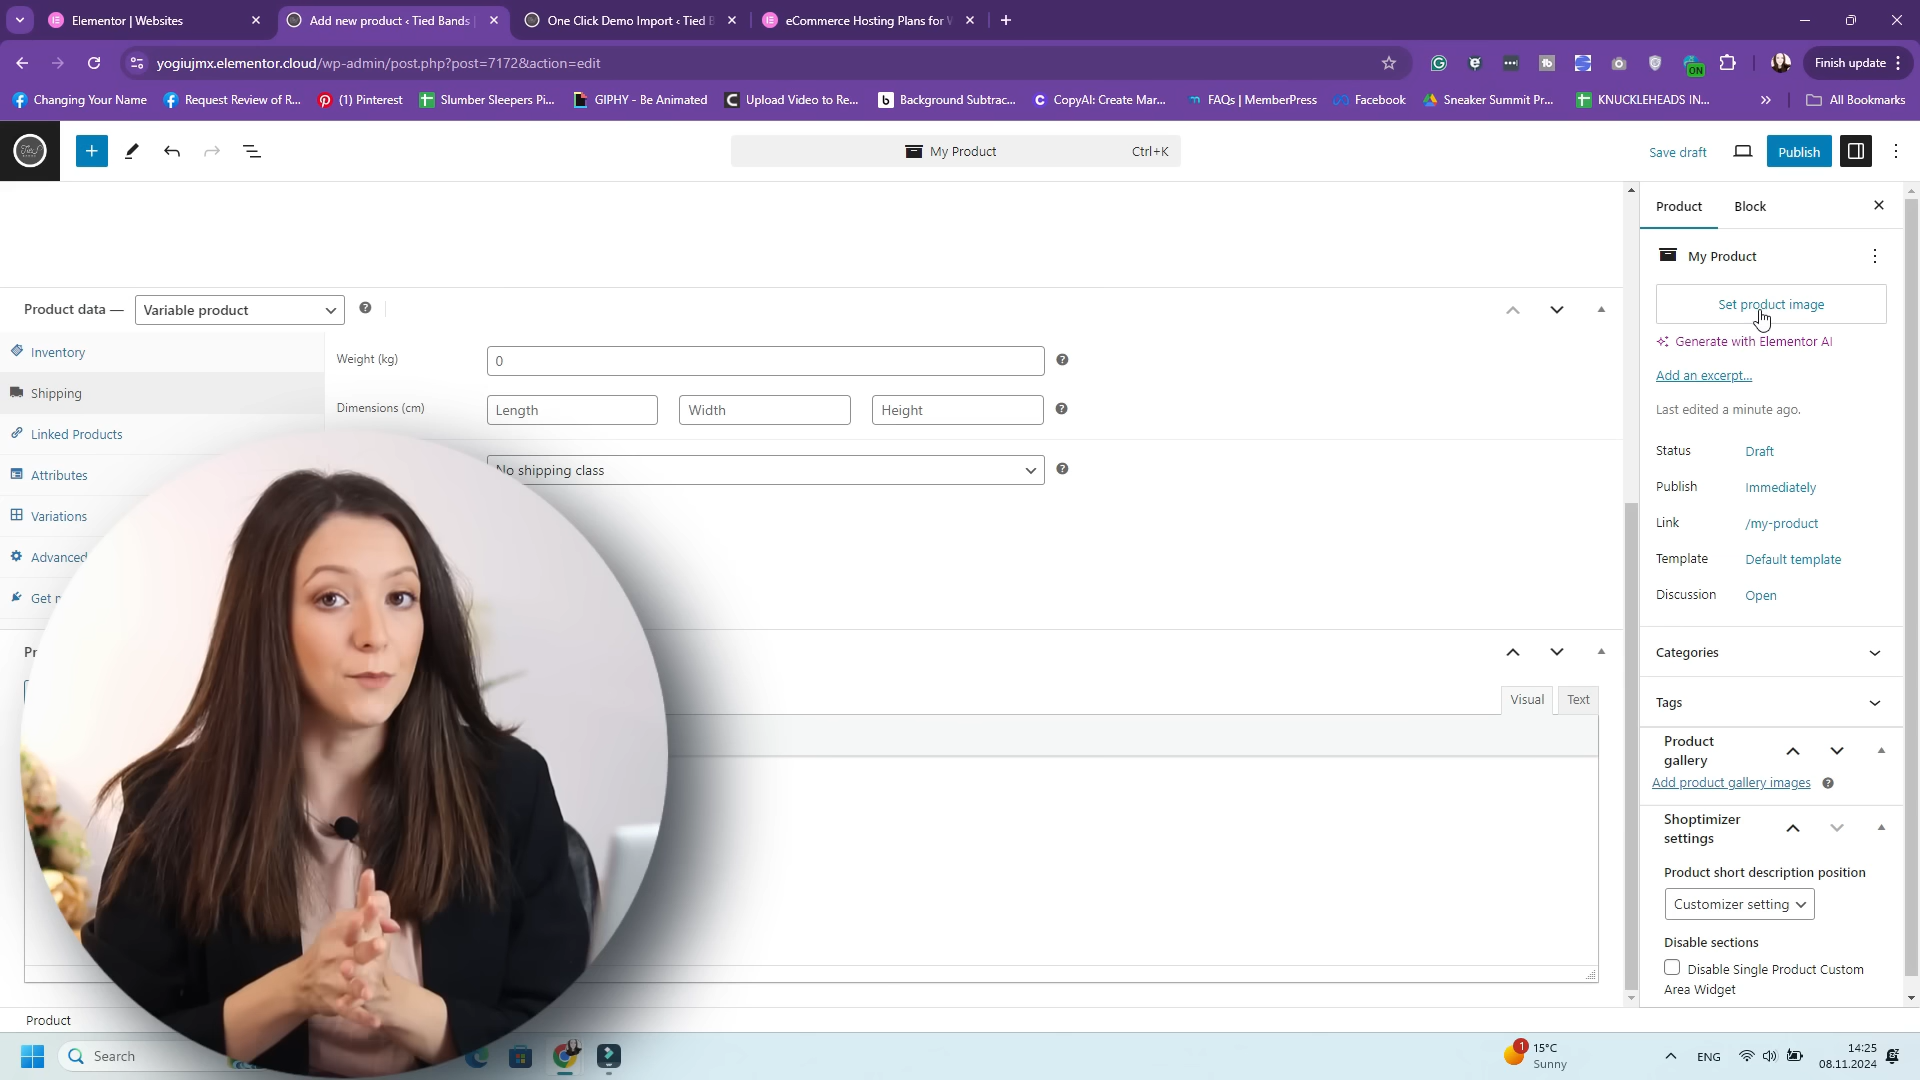 Elementor | Websites
Add new product ‹ Tied Bands
One Click Demo Import ‹ Tied B
eCommerce Hosting Plans for W
yogiujmx.elementor.cloud/wp-admin/post.php?post=7172&action=edit
ON
Finish update
Changing Your Name
Request Review of R...
(1) Pinterest
Slumber Sleepers Pi...
GIPHY - Be Animated
Upload Video to Re...
Background Subtrac...
CopyAI: Create Mar...
FAQs | MemberPress
Facebook
Sneaker Summit Pr...
KNUCKLEHEADS IN...
All Bookmarks
My Product
Ctrl+K
Save draft
Publish
Product data —
Variable product
Inventory
Shipping
Linked Products
Attributes
Variations
Advanced
Get
Weight (kg)
0
Dimensions (cm)
Length
Width
Height
No shipping class
Visual
Text
Product
Product
Block
My Product
Set product image
Generate with Elementor AI
Add an excerpt...
Last edited a minute ago.
Status
Draft
Publish
Immediately
Link
/my-product
Template
Default template
Discussion
Open
Categories
Tags
Product
gallery
Add product gallery images
Shoptimizer
settings
Product short description position
Customizer setting
Disable sections
Disable Single Product Custom
Area Widget
Search
1
15°C
Sunny
ENG
14:25
08.11.2024